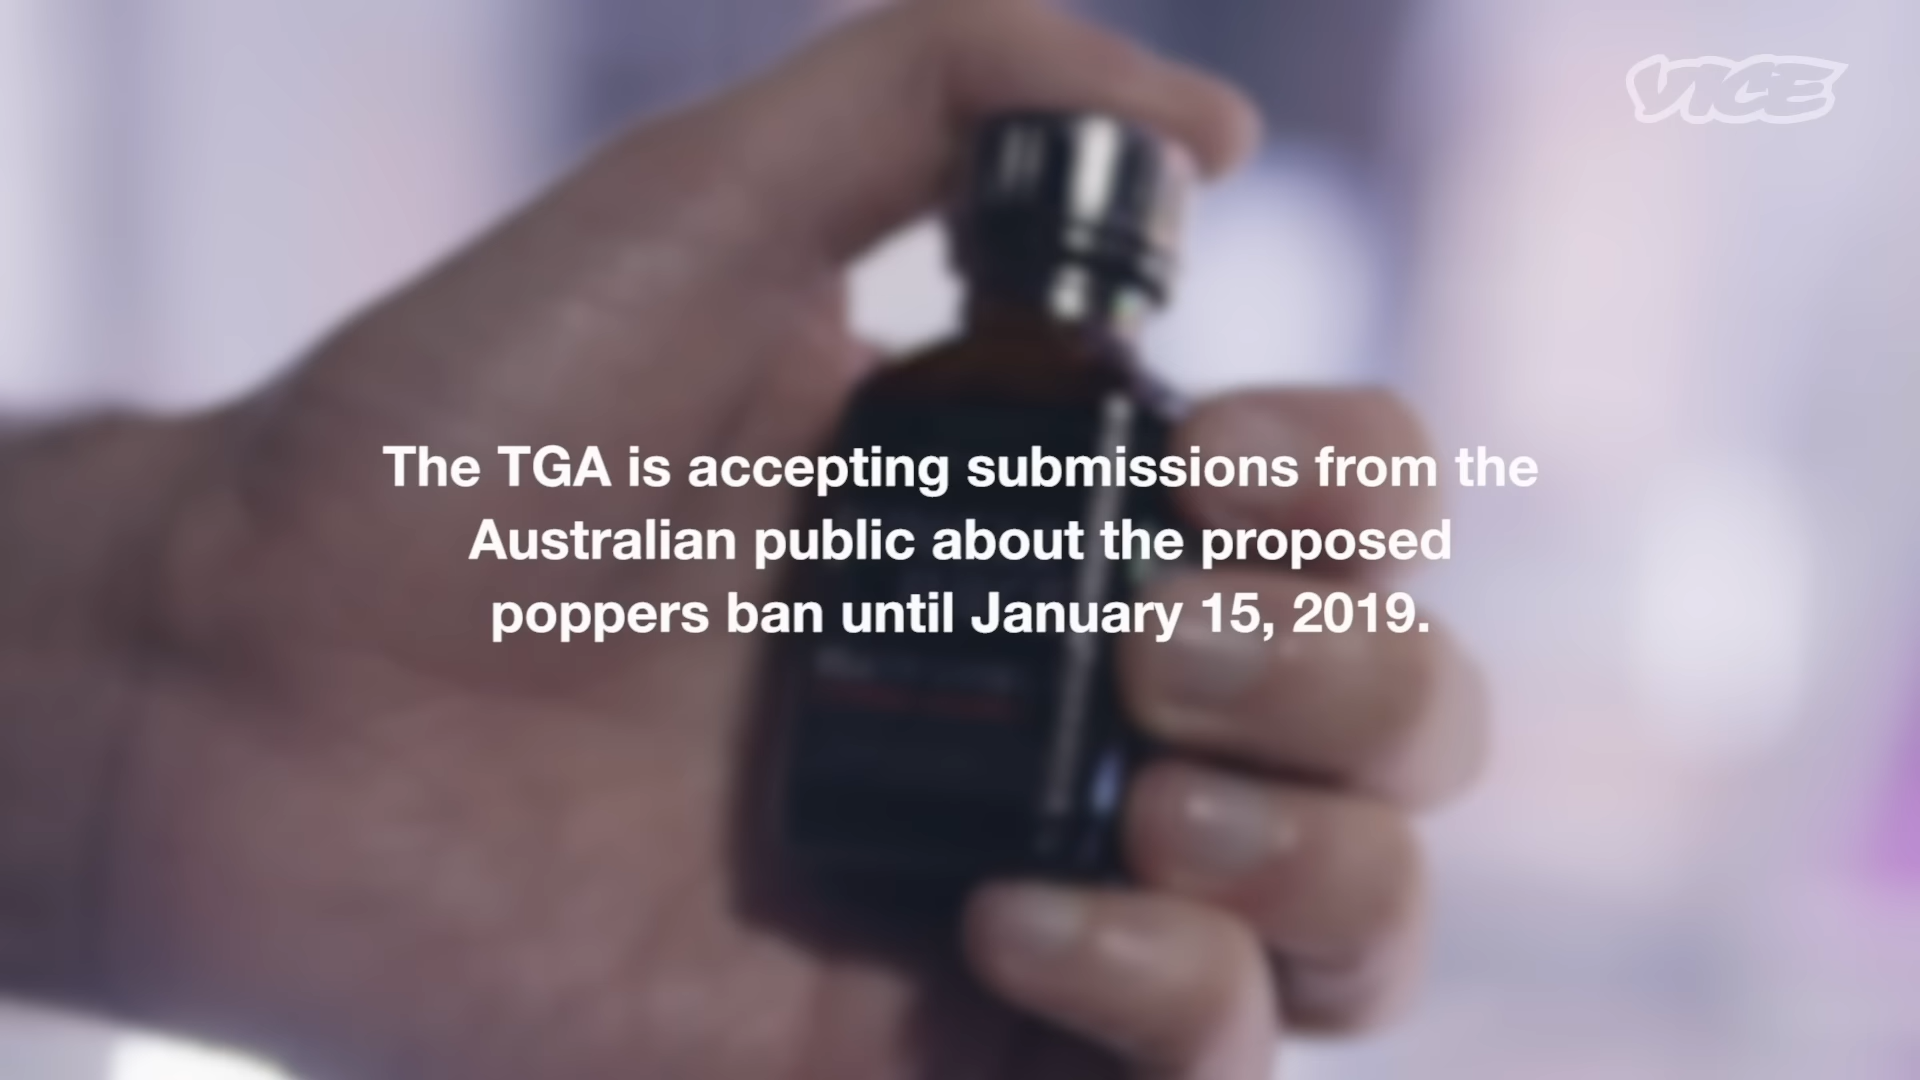 VICE
The TGA is accepting submissions from the
Australian public about the proposed
poppers ban until January 15, 2019.